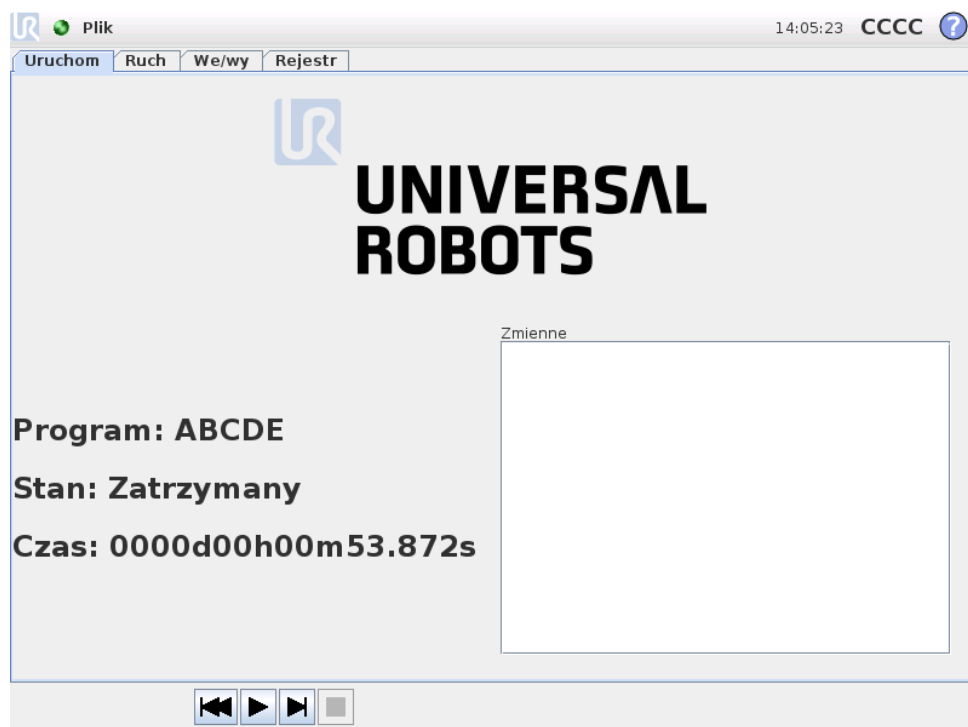 Plik 14:05:23 CCCC ?
Uruchom Ruch We/wy Rejestr
UR
UNIVERSAL
ROBOTS
Zmienne
Program: ABCDE
Stan: Zatrzymany
Czas: 0000d00h00m53.872s